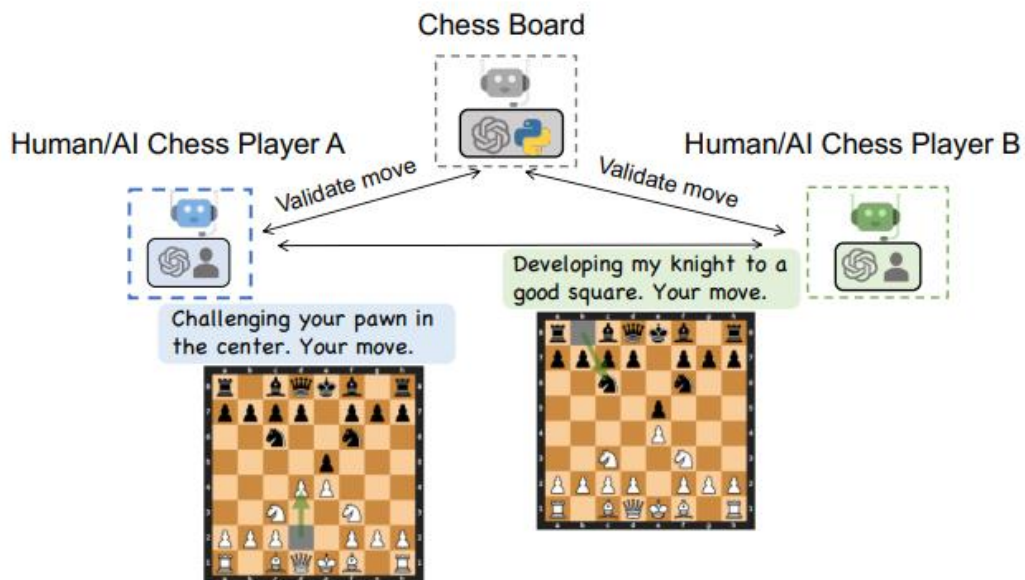 Chess Board
Human/AI Chess Player A
Human/AI Chess Player B
Validate move
Validate move
Developing my knight to a
good square. Your move.
Challenging your pawn in
the center. Your move.